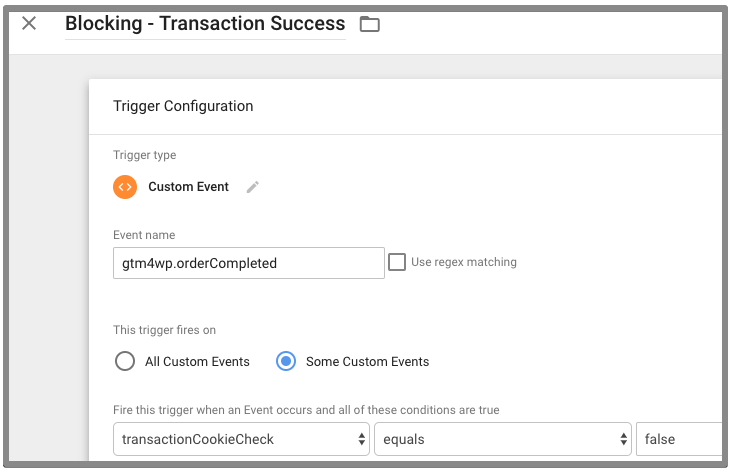 Blocking - Transaction Success
Trigger Configuration
Trigger type
Custom Event
Event name
gtm4wp.orderCompleted
Use regex matching
This trigger fires on
All Custom Events Some Custom Events
Fire this trigger when an Event occurs and all of these conditions are true
transactionCookieCheck equals false